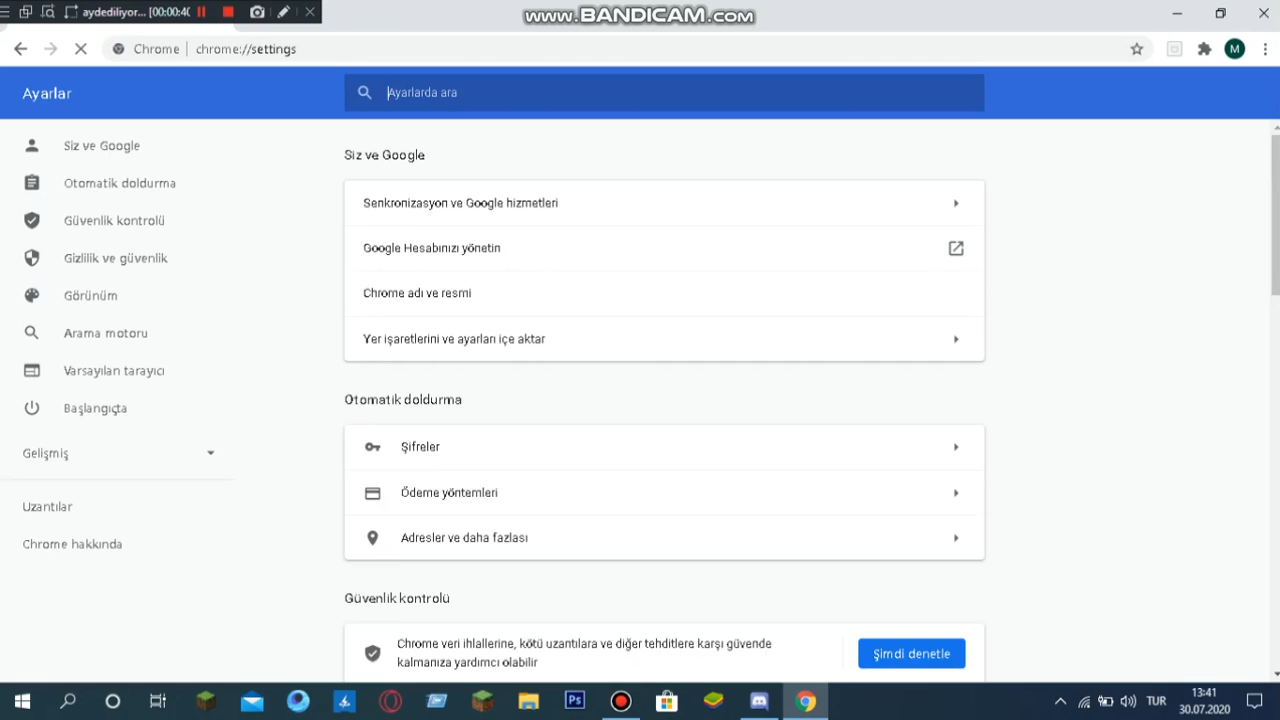 aydediliyor... [00:00:40]
www.BANDICAM.com
Chrome | chrome://settings
M
Ayarlar
Ayarlarda ara
Siz ve Google
Otomatik doldurma
Güvenlik kontrolü
Gizlilik ve güvenlik
Görünüm
Arama motoru
Varsayılan tarayıcı
Başlangıçta
Gelişmiş
Uzantılar
Chrome hakkında
Siz ve Google
Senkronizasyon ve Google hizmetleri
Google Hesabınızı yönetin
Chrome adı ve resmi
Yer işaretlerini ve ayarları içe aktar
Otomatik doldurma
Şifreler
Ödeme yöntemleri
Adresler ve daha fazlası
Güvenlik kontrolü
Chrome veri ihlallerine, kötü uzantılara ve diğer tehditlere karşı güvende
kalmanıza yardımcı olabilir
Şimdi denetle
Ps
TUR
13:41
30.07.2020